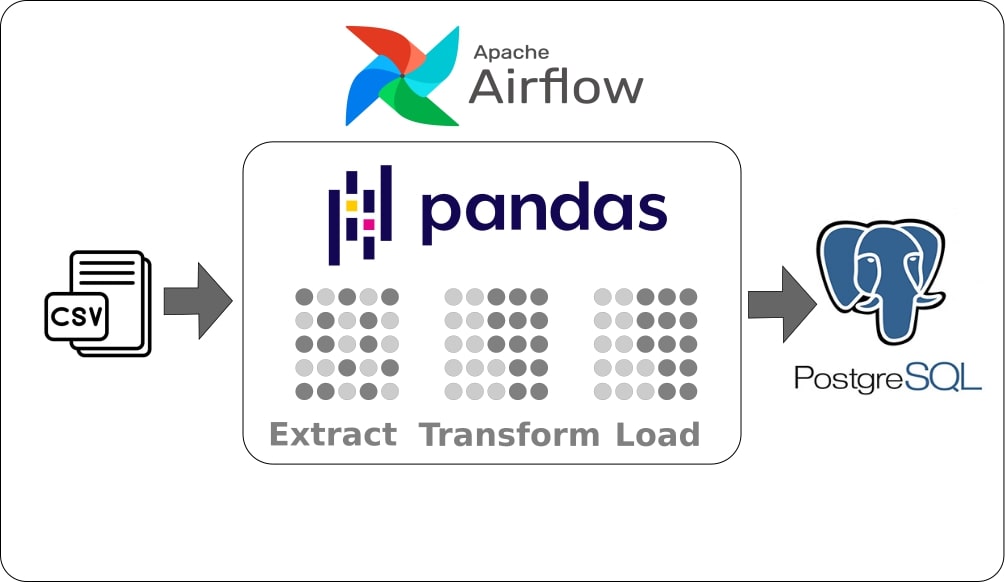 Apache
Airflow
pandas
CSV
Extract Transform Load
PostgreSQL